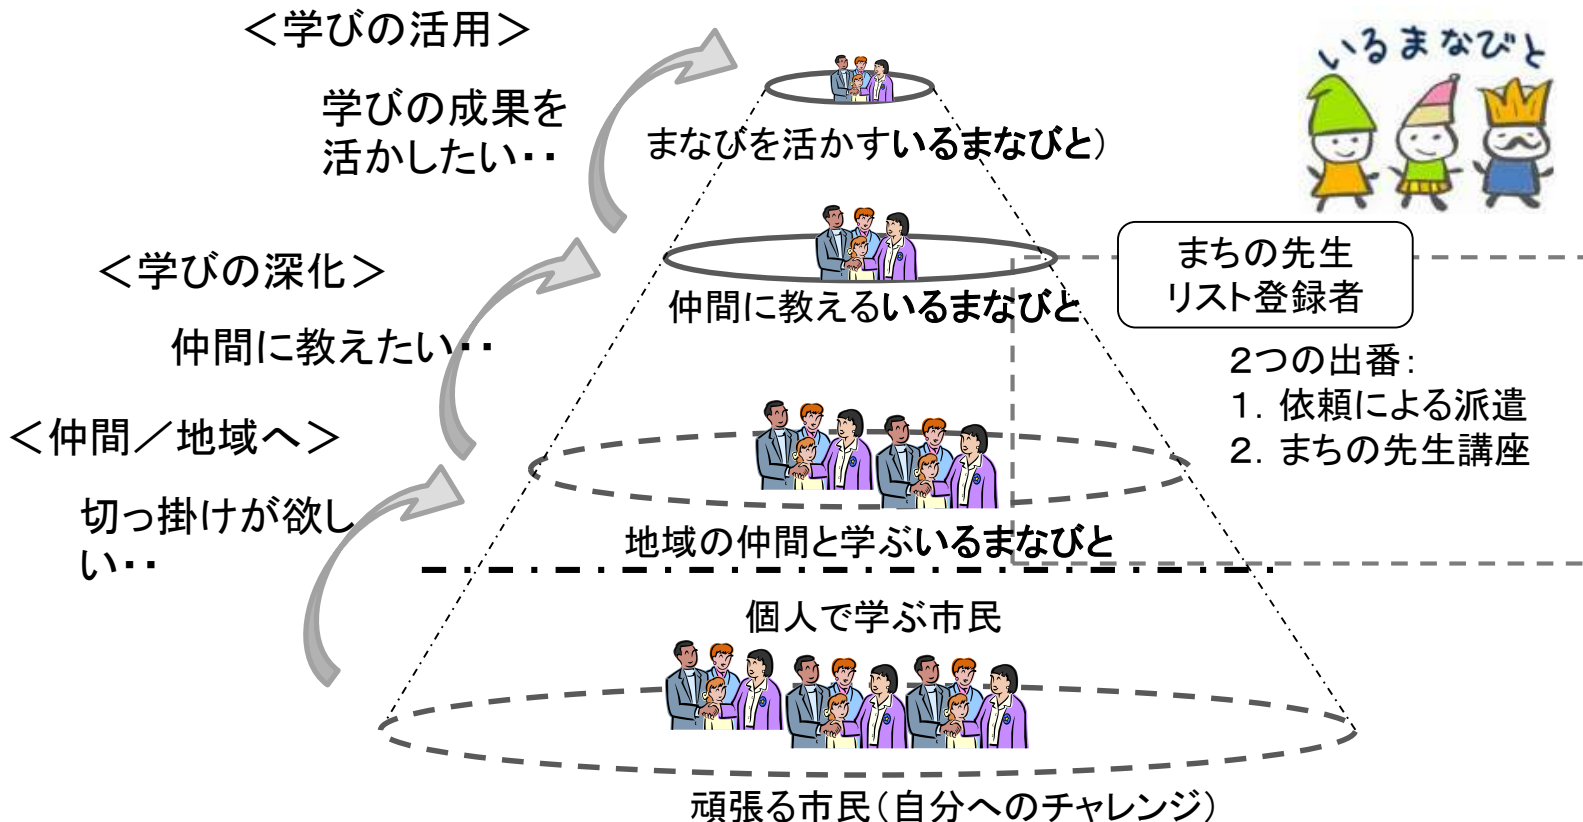 ＜学びの活用＞
学びの成果を
活かしたい・・
いるまなびと
まなびを活かすいるまなびと）
＜学びの深化＞
仲間に教えたい・・
仲間に教えるいるまなびと
まちの先生
リスト登録者
２つの出番：
１．依頼による派遣
２．まちの先生講座
＜仲間／地域へ＞
切っ掛けが欲し
い・・
地域の仲間と学ぶいるまなびと
個人で学ぶ市民
頑張る市民（自分へのチャレンジ）